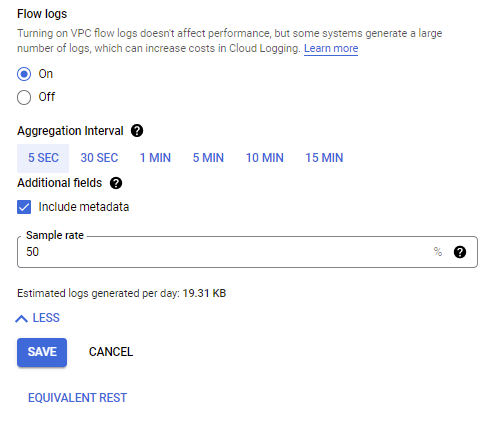 Flow logs
Turning on VPC flow logs doesn't affect performance, but some systems generate a large
number of logs, which can increase costs in Cloud Logging. Learn more
On
Off
Aggregation Interval ?
5 SEC 30 SEC 1 MIN 5 MIN 10 MIN 15 MIN
Additional fields ?
Include metadata
Sample rate
50 % ?
Estimated logs generated per day: 19.31 KB
LESS
SAVE CANCEL
EQUIVALENT REST